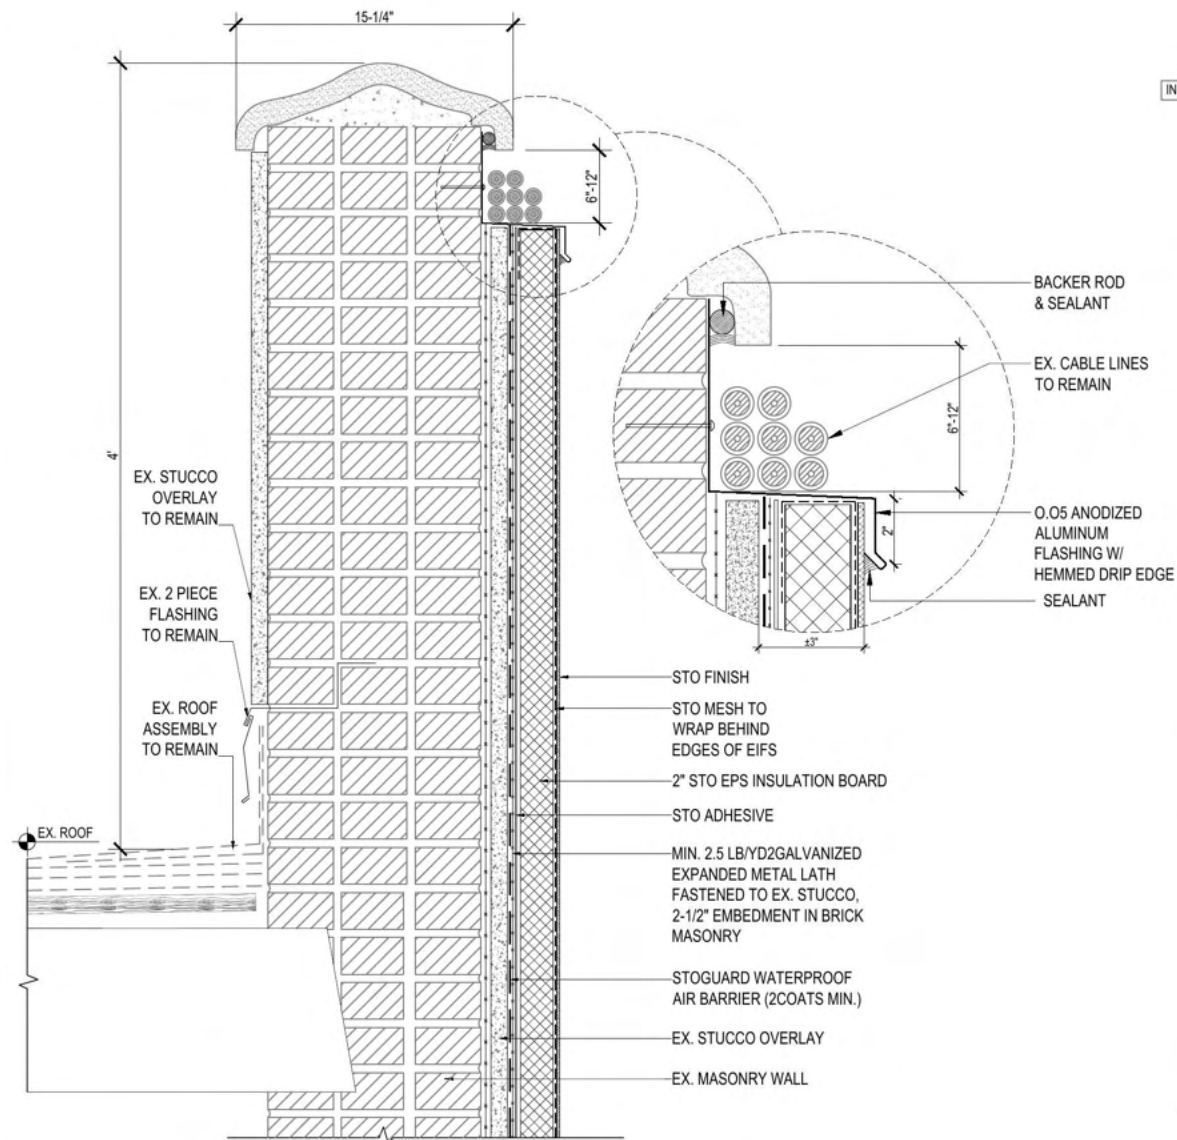 15-1/4"
IN
6"-12"
4'
BACKER ROD
& SEALANT
EX. CABLE LINES
TO REMAIN
6"-12"
EX. STUCCO
OVERLAY
TO REMAIN
2"
O.O5 ANODIZED
ALUMINUM
FLASHING W/
HEMMED DRIP EDGE
SEALANT
EX. 2 PIECE
FLASHING
TO REMAIN
±3"
STO FINISH
EX. ROOF
ASSEMBLY
TO REMAIN
STO MESH TO
WRAP BEHIND
EDGES OF EIFS
2" STO EPS INSULATION BOARD
STO ADHESIVE
EX. ROOF
MIN. 2.5 LB/YD2GALVANIZED
EXPANDED METAL LATH
FASTENED TO EX. STUCCO,
2-1/2" EMBEDMENT IN BRICK
MASONRY
STOGUARD WATERPROOF
AIR BARRIER (2COATS MIN.)
EX. STUCCO OVERLAY
EX. MASONRY WALL